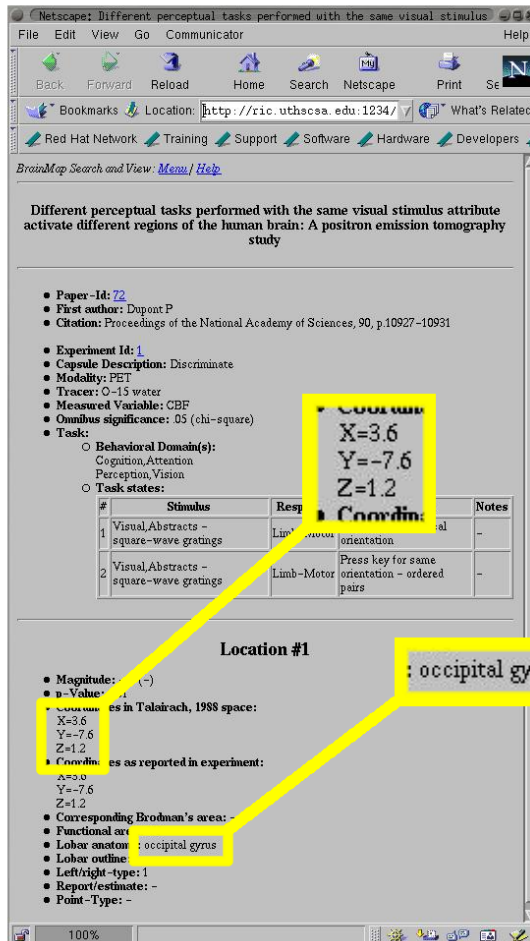 Netscape: Different perceptual tasks performed with the same visual stimulus
File Edit View Go Communicator Help
Back Forward Reload Home Search Netscape Print
Bookmarks Location: http://ric.uthscsa.edu:1234/ What's Related
Red Hat Network Training Support Software Hardware Developers
BrainMap Search and View: Menu / Help
Different perceptual tasks performed with the same visual stimulus attribute
activate different regions of the human brain: A positron emission tomography
study
Paper-Id: 72
First author: Dupont P
Citation: Proceedings of the National Academy of Sciences, 90, p.10927-10931
Experiment Id: 1
Capsule Description: Discriminate
Modality: PET
Tracer: O-15 water
Measured Variable: CBF
Omnibus significance: .05 (chi-square)
Task:
Behavioral Domain(s):
Cognition,Attention
Perception,Vision
Task states:
# Stimulus Notes
1 Visual,Abstracts - square-wave gratings orientation -
2 Visual,Abstracts - square-wave gratings Limb-Motor Press key for same orientation - ordered pairs -
X=3.6
Y=-7.6
Z=1.2
Location #1
Magnitude: (-)
p-Value:
Coordinates in Talairach, 1988 space:
X=3.6
Y=-7.6
Z=1.2
Coordinates as reported in experiment:
X=3.6
Y=-7.6
Z=1.2
Corresponding Brodman's area: -
Functional
Lobar : occipital gyrus
Lobar outline
Left/right-type: 1
Report/estimate: -
Point-Type: -
: occipital
100%